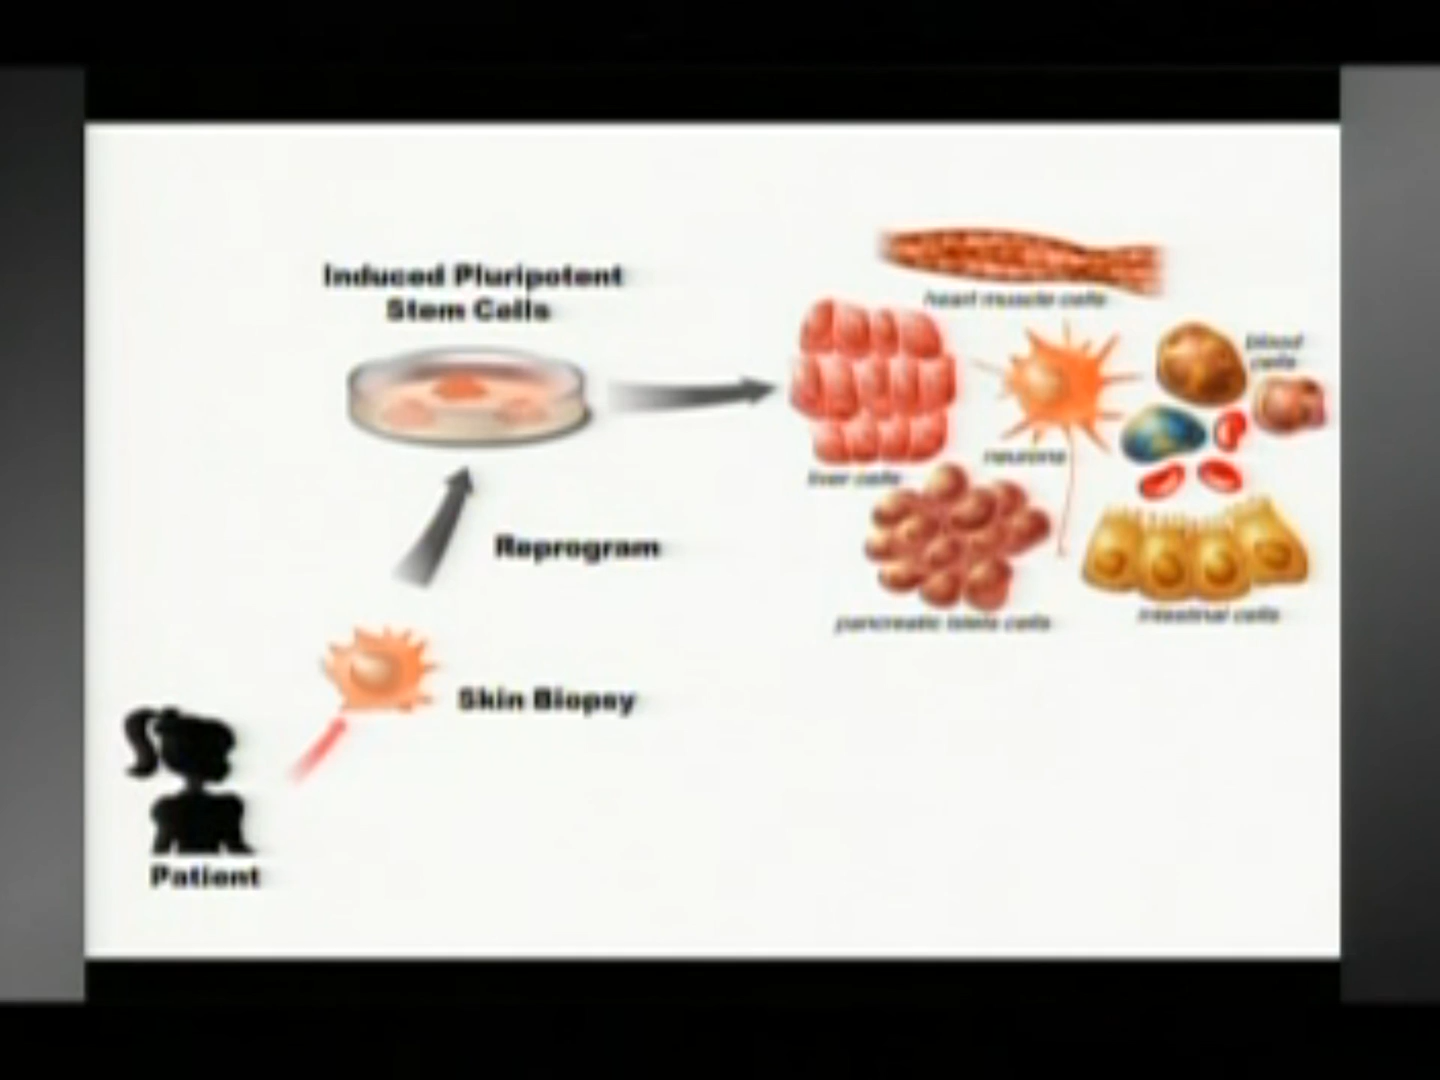 Induced Pluripotent
Stem Cells
heart muscle cells
blood
cells
neurons
liver cells
Reprogram
pancreatic islets cells
intestinal cells
Skin Biopsy
Patient